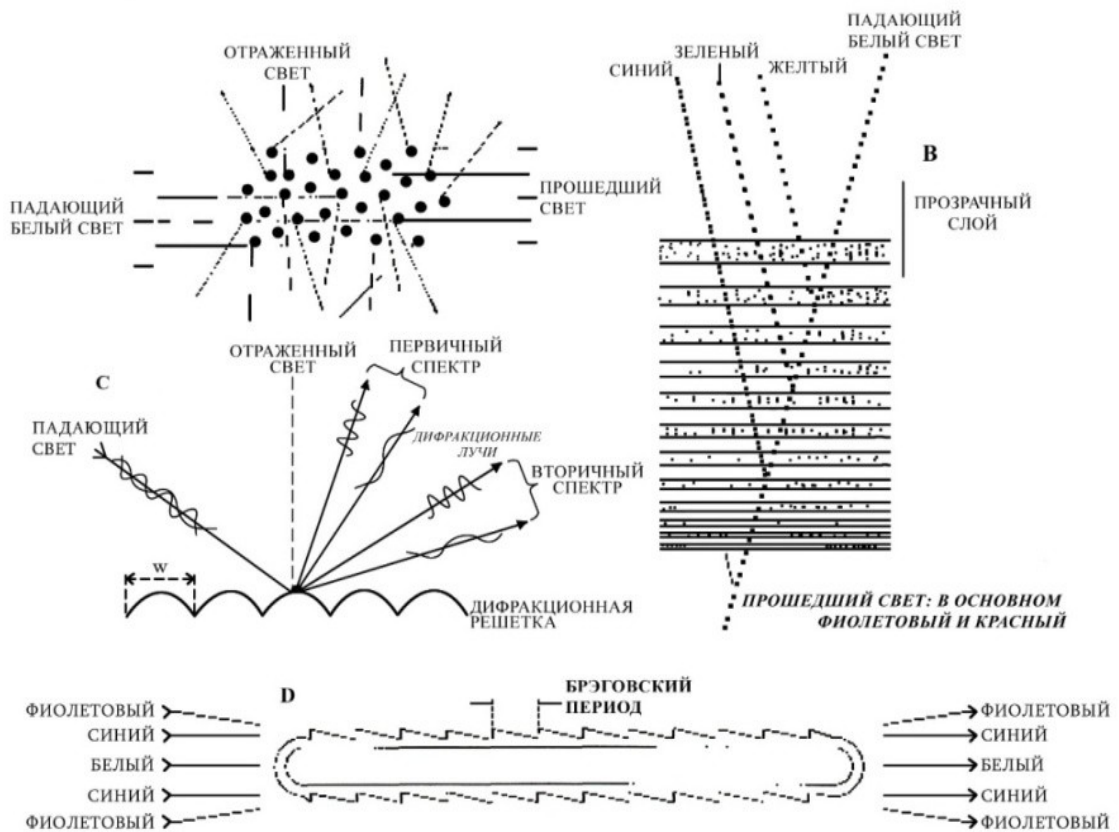 ОТРАЖЕННЫЙ
СВЕТ
ПАДАЮЩИЙ
БЕЛЫЙ СВЕТ
ПРОШЕДШИЙ
СВЕТ
ПАДАЮЩИЙ
БЕЛЫЙ СВЕТ
ЗЕЛЕНЫЙ
СИНИЙ
ЖЕЛТЫЙ
B
ПРОЗРАЧНЫЙ
СЛОЙ
ПРОШЕДШИЙ СВЕТ: В ОСНОВНОМ
ФИОЛЕТОВЫЙ И КРАСНЫЙ
C
ОТРАЖЕННЫЙ
СВЕТ
ПЕРВИЧНЫЙ
СПЕКТР
ПАДАЮЩИЙ
СВЕТ
ДИФРАКЦИОННЫЕ
ЛУЧИ
ВТОРИЧНЫЙ
СПЕКТР
W
ДИФРАКЦИОННАЯ
РЕШЕТКА
D
БРЭГОВСКИЙ
ПЕРИОД
ФИОЛЕТОВЫЙ
СИНИЙ
БЕЛЫЙ
СИНИЙ
ФИОЛЕТОВЫЙ
ФИОЛЕТОВЫЙ
СИНИЙ
БЕЛЫЙ
СИНИЙ
ФИОЛЕТОВЫЙ